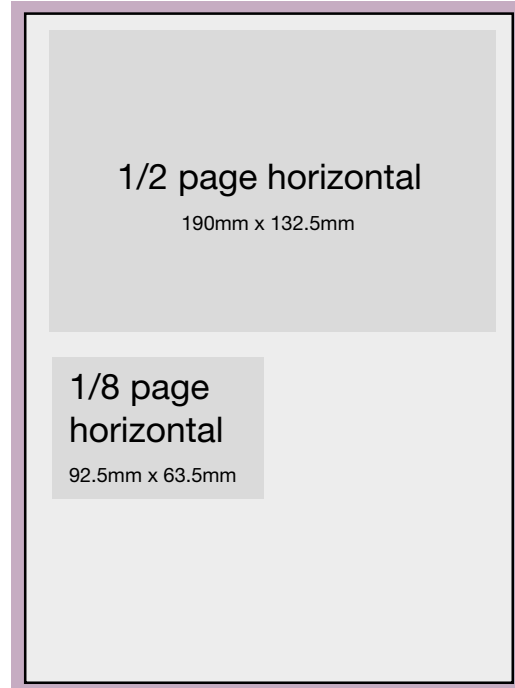 1/2 page horizontal
190mm x 132.5mm
1/8 page
horizontal
92.5mm x 63.5mm